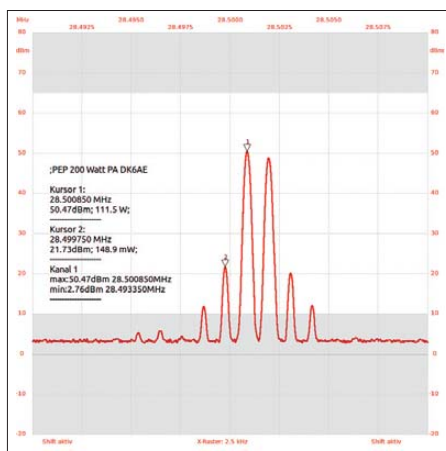 MHz 28.4925 28.4950 28.4975 28.5000 28.5025 28.5050 28.5075
80 80
dBm dBm
70 70
60 60
1
;PEP 200 Watt PA DK6AE
50 50
Kursor 1:
28.500850 MHz
50.47dBm; 111.5 W;
40 40
Kursor 2:
28.499750 MHz
21.73dBm; 148.9 mW;
30 30
Kanal 1
2
max:50.47dBm 28.500850MHz
20 20
min:2.76dBm 28.493350MHz
10 10
0 0
-10 -10
-20 -20
Shift aktiv X-Raster: 2.5 kHz Shift aktiv